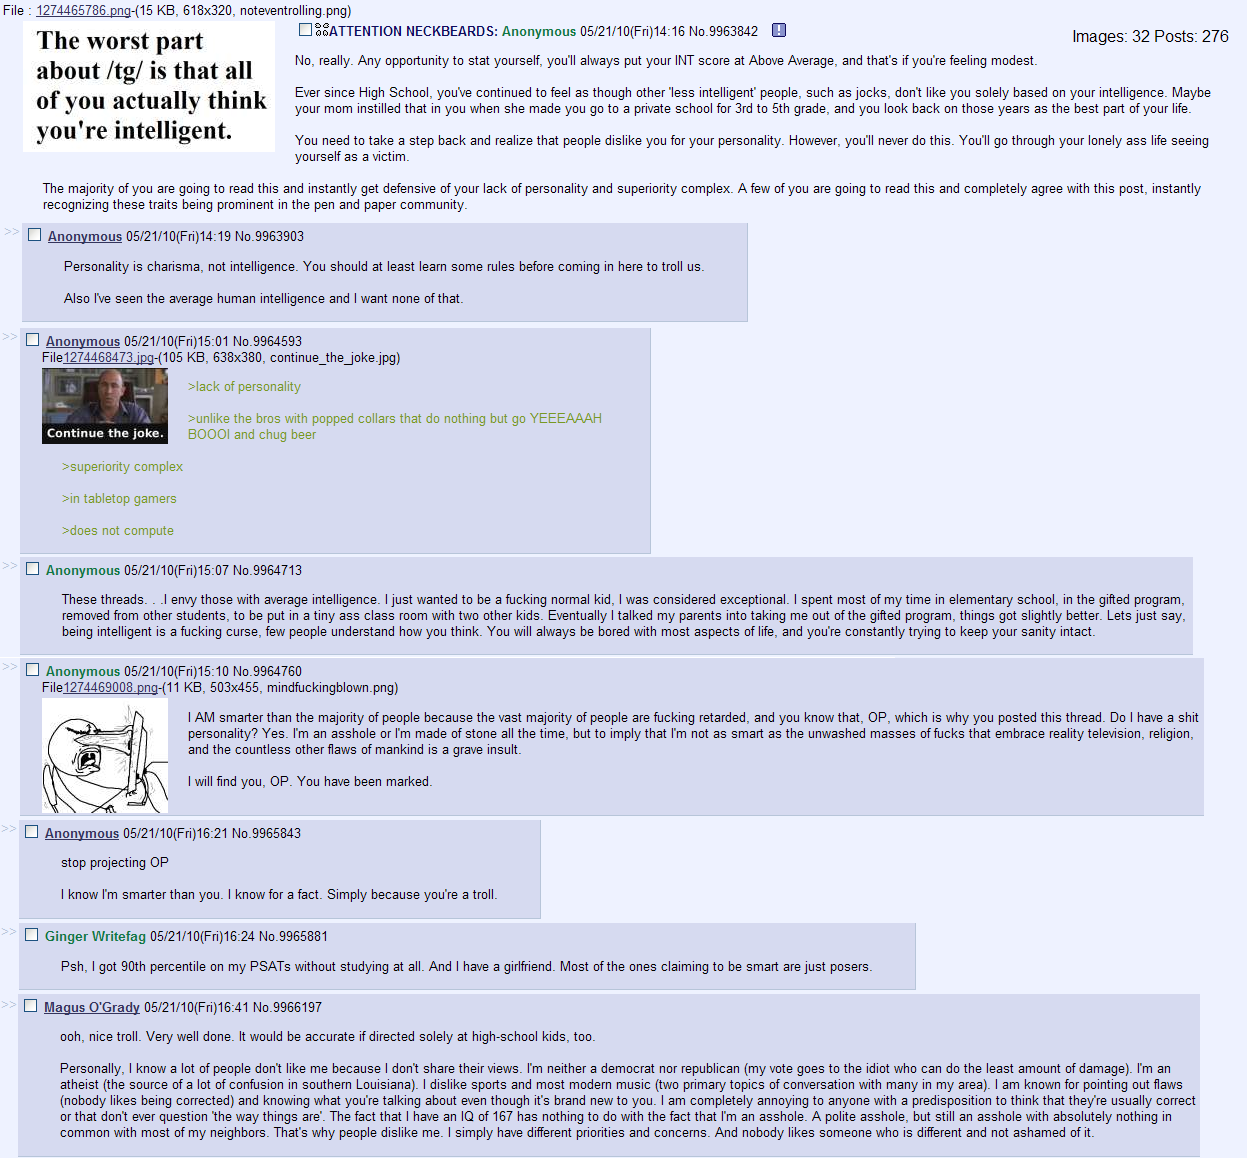 File : 1274465786.png-(15 KB, 618x320, noteventrolling.png)
The worst part
about /tg/ is that all
of you actually think
you're intelligent.
ATTENTION NECKBEARDS: Anonymous 05/21/10(Fri)14:16 No.9963842
Images: 32 Posts: 276
No, really. Any opportunity to stat yourself, you'll always put your INT score at Above Average, and that's if you're feeling modest.
Ever since High School, you've continued to feel as though other 'less intelligent' people, such as jocks, don't like you solely based on your intelligence. Maybe
your mom instilled that in you when she made you go to a private school for 3rd to 5th grade, and you look back on those years as the best part of your life.
You need to take a step back and realize that people dislike you for your personality. However, you'll never do this. You'll go through your lonely ass life seeing
yourself as a victim.
The majority of you are going to read this and instantly get defensive of your lack of personality and superiority complex. A few of you are going to read this and completely agree with this post, instantly
recognizing these traits being prominent in the pen and paper community.
>> Anonymous 05/21/10(Fri)14:19 No.9963903
Personality is charisma, not intelligence. You should at least learn some rules before coming in here to troll us.
Also I've seen the average human intelligence and I want none of that.
>> Anonymous 05/21/10(Fri)15:01 No.9964593
File1274468473.jpg-(105 KB, 638x380, continue_the_joke.jpg)
Continue the joke.
>lack of personality
>unlike the bros with popped collars that do nothing but go YEEEAAAH
BOOOI and chug beer
>superiority complex
>in tabletop gamers
>does not compute
>> Anonymous 05/21/10(Fri)15:07 No.9964713
These threads. . .I envy those with average intelligence. I just wanted to be a fucking normal kid, I was considered exceptional. I spent most of my time in elementary school, in the gifted program,
removed from other students, to be put in a tiny ass class room with two other kids. Eventually I talked my parents into taking me out of the gifted program, things got slightly better. Lets just say,
being intelligent is a fucking curse, few people understand how you think. You will always be bored with most aspects of life, and you're constantly trying to keep your sanity intact.
>> Anonymous 05/21/10(Fri)15:10 No.9964760
File1274469008.png-(11 KB, 503x455, mindfuckingblown.png)
I AM smarter than the majority of people because the vast majority of people are fucking retarded, and you know that, OP, which is why you posted this thread. Do I have a shit
personality? Yes. I'm an asshole or I'm made of stone all the time, but to imply that I'm not as smart as the unwashed masses of fucks that embrace reality television, religion,
and the countless other flaws of mankind is a grave insult.
I will find you, OP. You have been marked.
>> Anonymous 05/21/10(Fri)16:21 No.9965843
stop projecting OP
I know I'm smarter than you. I know for a fact. Simply because you're a troll.
>> Ginger Writefag 05/21/10(Fri)16:24 No.9965881
Psh, I got 90th percentile on my PSATs without studying at all. And I have a girlfriend. Most of the ones claiming to be smart are just posers.
>> Magus O'Grady 05/21/10(Fri)16:41 No.9966197
ooh, nice troll. Very well done. It would be accurate if directed solely at high-school kids, too.
Personally, I know a lot of people don't like me because I don't share their views. I'm neither a democrat nor republican (my vote goes to the idiot who can do the least amount of damage). I'm an
atheist (the source of a lot of confusion in southern Louisiana). I dislike sports and most modern music (two primary topics of conversation with many in my area). I am known for pointing out flaws
(nobody likes being corrected) and knowing what you're talking about even though it's brand new to you. I am completely annoying to anyone with a predisposition to think that they're usually correct
or that don't ever question 'the way things are'. The fact that I have an IQ of 167 has nothing to do with the fact that I'm an asshole. A polite asshole, but still an asshole with absolutely nothing in
common with most of my neighbors. That's why people dislike me. I simply have different priorities and concerns. And nobody likes someone who is different and not ashamed of it.